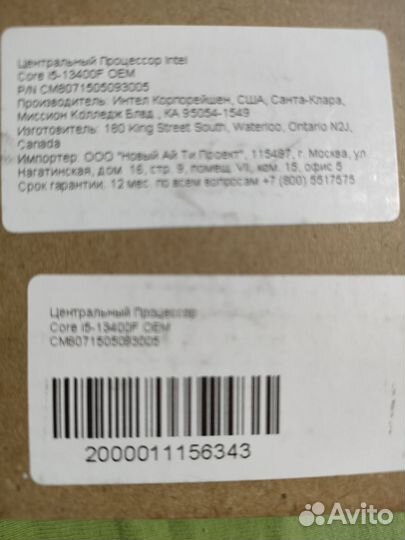 Центральный Процессор Intel
Core i5-13400F OEM
P/N CM8071505093005
Производитель: Интел Корпорейшен, США, Санта-Клара,
Миссион Колледж Блвд., КА 95054-1549
Изготовитель: 180 King Street South, Waterloo, Ontario N2J,
Canada
Импортер: ООО "Новый Ай Ти Проект", 115487, г. Москва, ул.
Нагатинская, дом. 16, стр. 9, помещ. VII, ком. 15, офис 5
Срок гарантии: 12 мес. по всем вопросам +7 (800) 5517575
Центральный Процессор
Core i5-13400F OEM
CM8071505093005
2000011156343
Avito